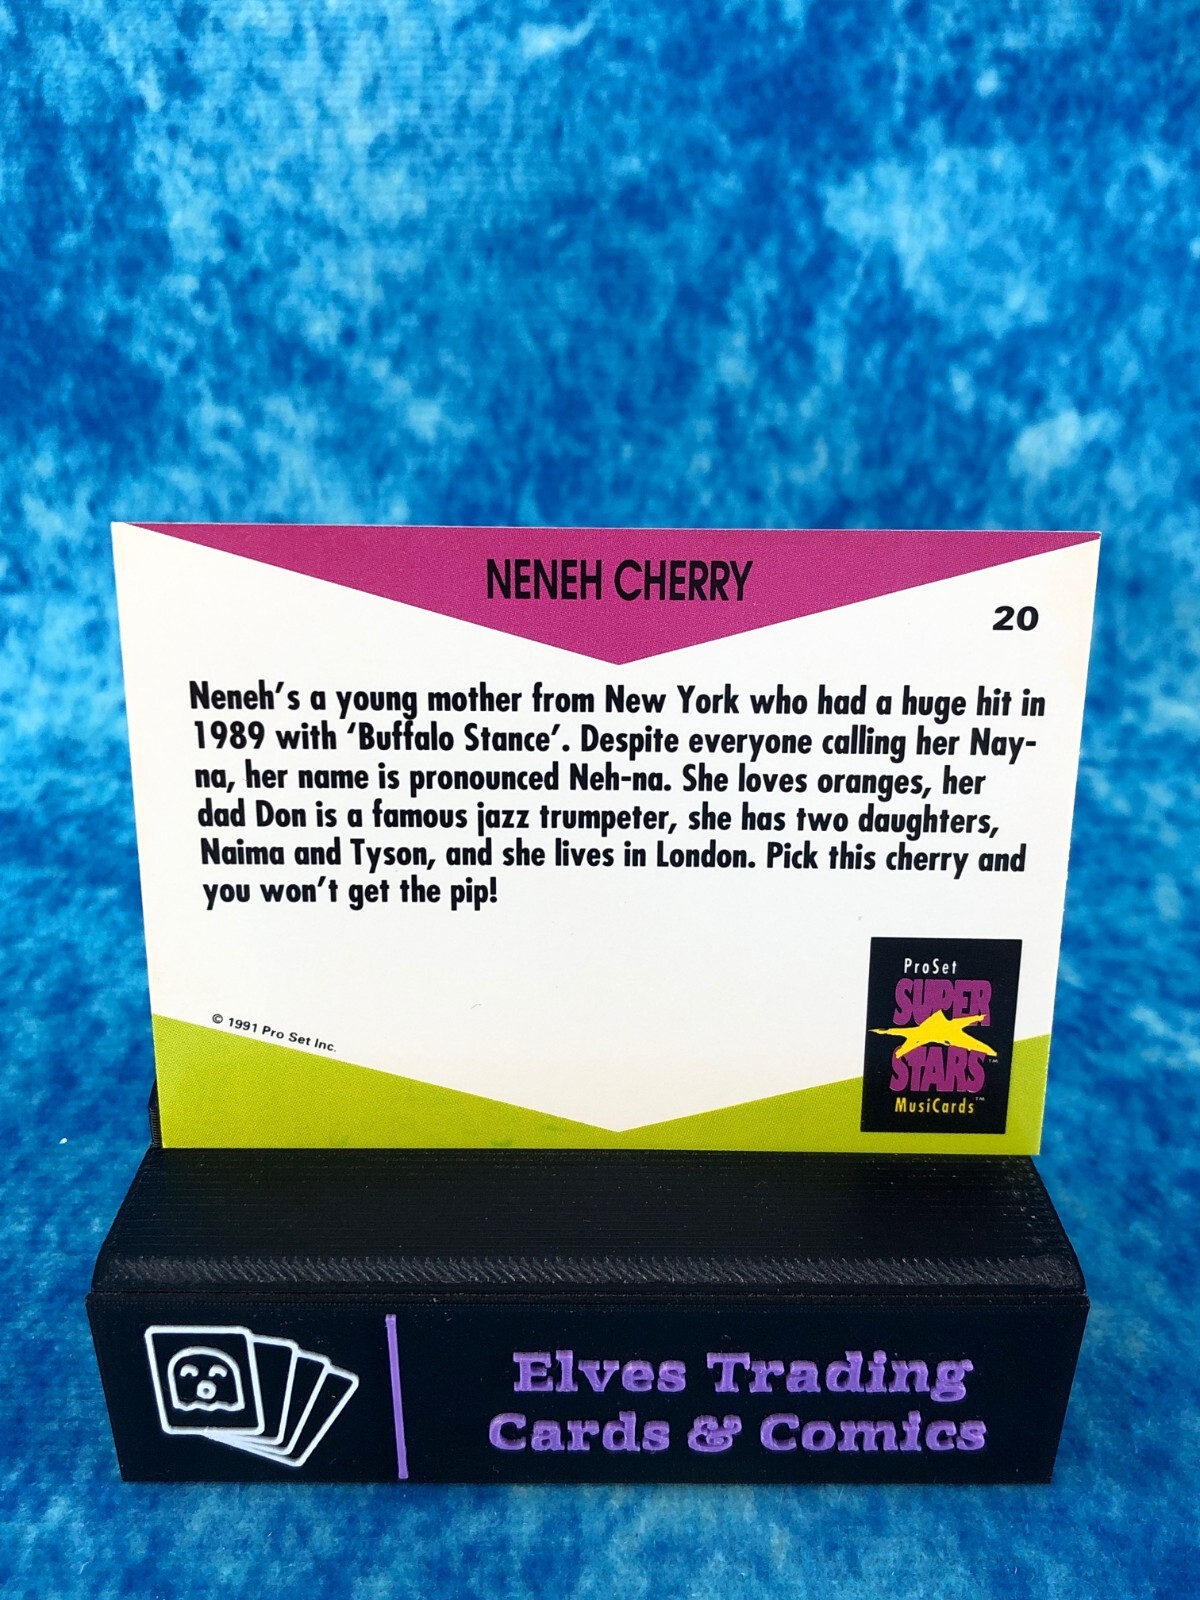 NENEH CHERRY
20
Neneh's a young mother from New York who had a huge hit in
1989 with 'Buffalo Stance'. Despite everyone calling her Nay-
na, her name is pronounced Neh-na. She loves oranges, her
dad Don is a famous jazz trumpeter, she has two daughters,
Naima and Tyson, and she lives in London. Pick this cherry and
you won't get the pip!
© 1991 Pro Set Inc.
ProSet
SUPER
STARS™
MusiCards™
Elves Trading
Cards & Comics